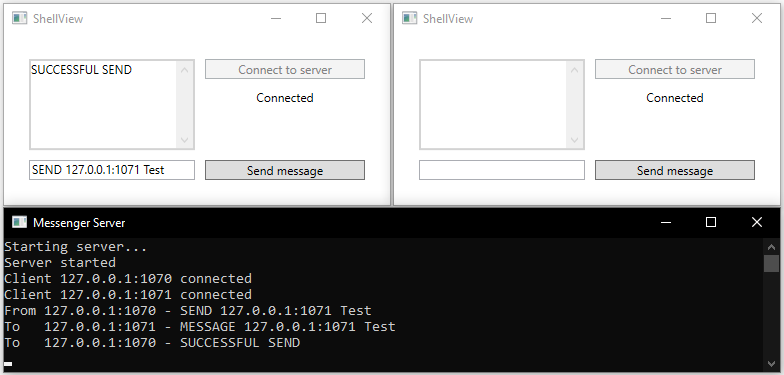 ShellView
SUCCESSFUL SEND
Connect to server
Connected
SEND 127.0.0.1:1071 Test
Send message
ShellView
Connect to server
Connected
Send message
Messenger Server
Starting server...
Server started
Client 127.0.0.1:1070 connected
Client 127.0.0.1:1071 connected
From 127.0.0.1:1070 - SEND 127.0.0.1:1071 Test
To   127.0.0.1:1071 - MESSAGE 127.0.0.1:1071 Test
To   127.0.0.1:1070 - SUCCESSFUL SEND